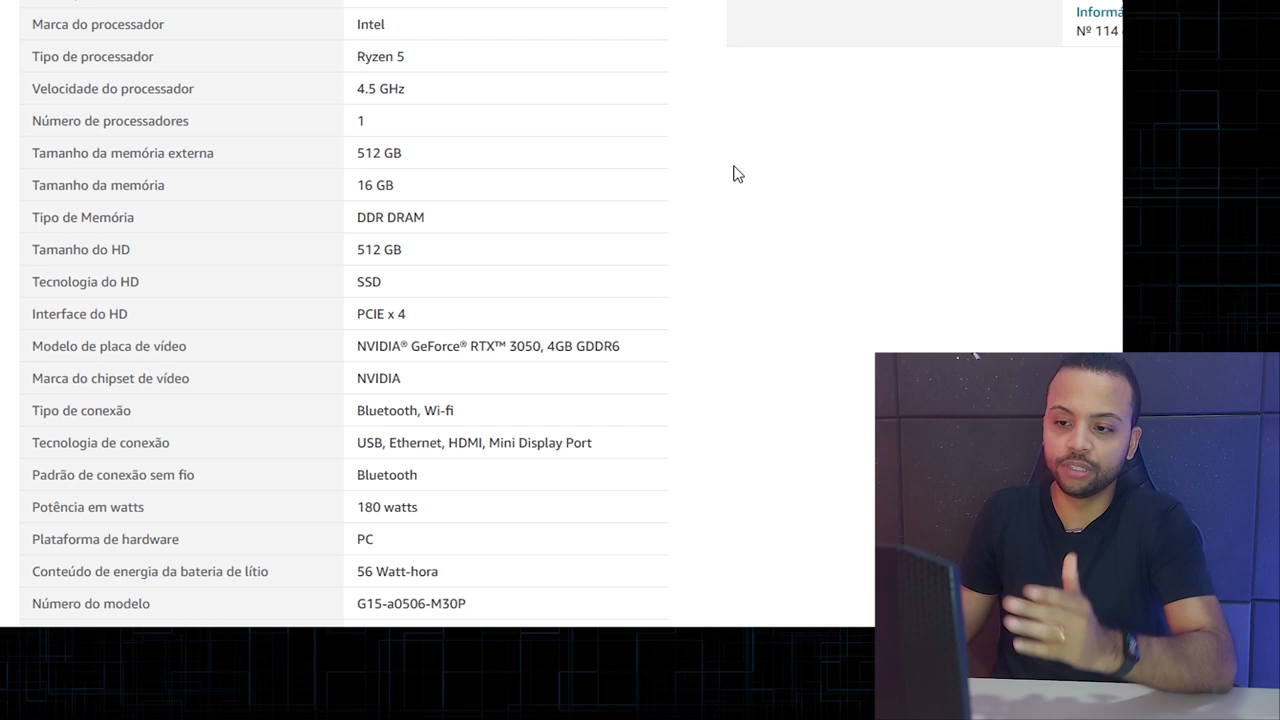 Marca do processador Intel
Tipo de processador Ryzen 5
Velocidade do processador 4.5 GHz
Número de processadores 1
Tamanho da memória externa 512 GB
Tamanho da memória 16 GB
Tipo de Memória DDR DRAM
Tamanho do HD 512 GB
Tecnologia do HD SSD
Interface do HD PCIE x 4
Modelo de placa de vídeo NVIDIA® GeForce® RTX™ 3050, 4GB GDDR6
Marca do chipset de vídeo NVIDIA
Tipo de conexão Bluetooth, Wi-fi
Tecnologia de conexão USB, Ethernet, HDMI, Mini Display Port
Padrão de conexão sem fio Bluetooth
Potência em watts 180 watts
Plataforma de hardware PC
Conteúdo de energia da bateria de lítio 56 Watt-hora
Número do modelo G15-a0506-M30P
Informá
Nº 114